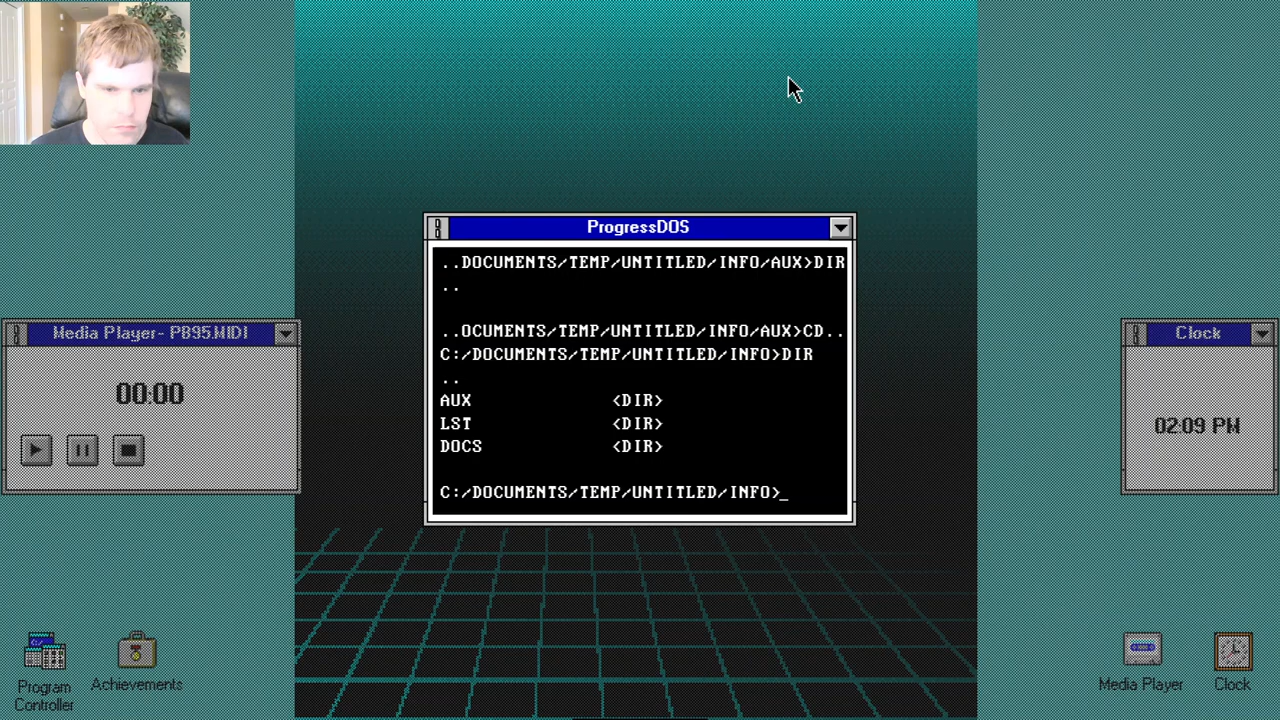 ProgressDOS
..DOCUMENTS/TEMP/UNTITLED/INFO/AUX>DIR
..
..OCUMENTS/TEMP/UNTITLED/INFO/AUX>CD..
C:/DOCUMENTS/TEMP/UNTITLED/INFO>DIR
..
AUX <DIR>
LST <DIR>
DOCS <DIR>
C:/DOCUMENTS/TEMP/UNTITLED/INFO>_
Media Player- PB95.MIDI
00:00
Clock
02:09 PM
Program
Controller
Achievements
Media Player
Clock